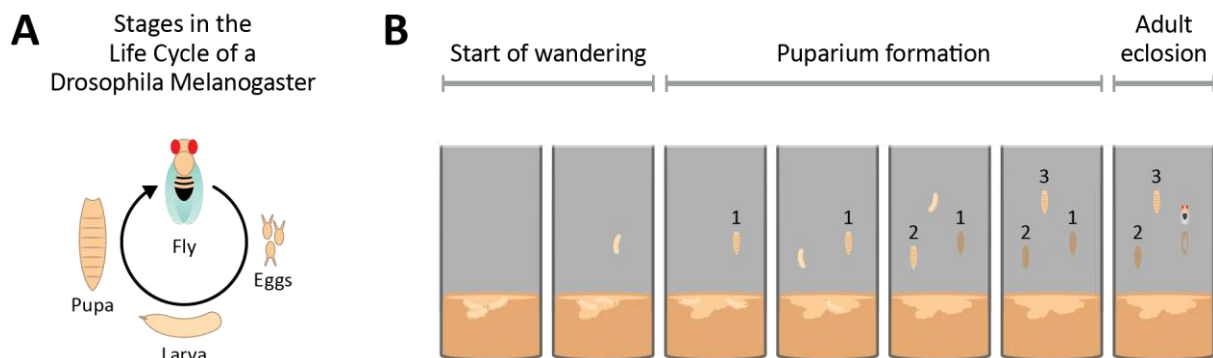 A
Stages in the
Life Cycle of a
Drosophila Melanogaster
Fly
Eggs
Pupa
Larva
B
Start of wandering
Puparium formation
Adult
eclosion
1
1
2 1
3
2 1
3
2